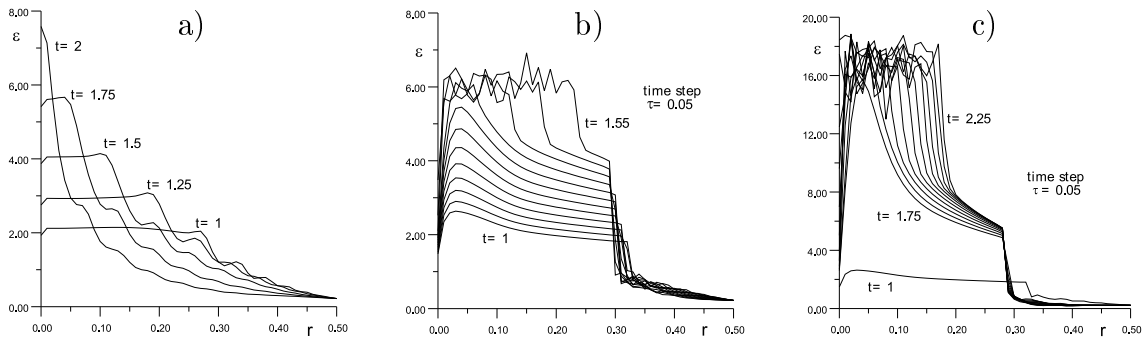 a)
ε
8.00
6.00
4.00
2.00
0.00
t= 2
t= 1.75
t= 1.5
t= 1.25
t= 1
0.00 0.10 0.20 0.30 0.40 0.50
r
b)
ε
8.00
6.00
4.00
2.00
0.00
time step
τ= 0.05
t= 1.55
t= 1
0.00 0.10 0.20 0.30 0.40 0.50
r
c)
ε
20.00
16.00
12.00
8.00
4.00
0.00
t= 2.25
time step
τ= 0.05
t= 1.75
t= 1
0.00 0.10 0.20 0.30 0.40 0.50
r